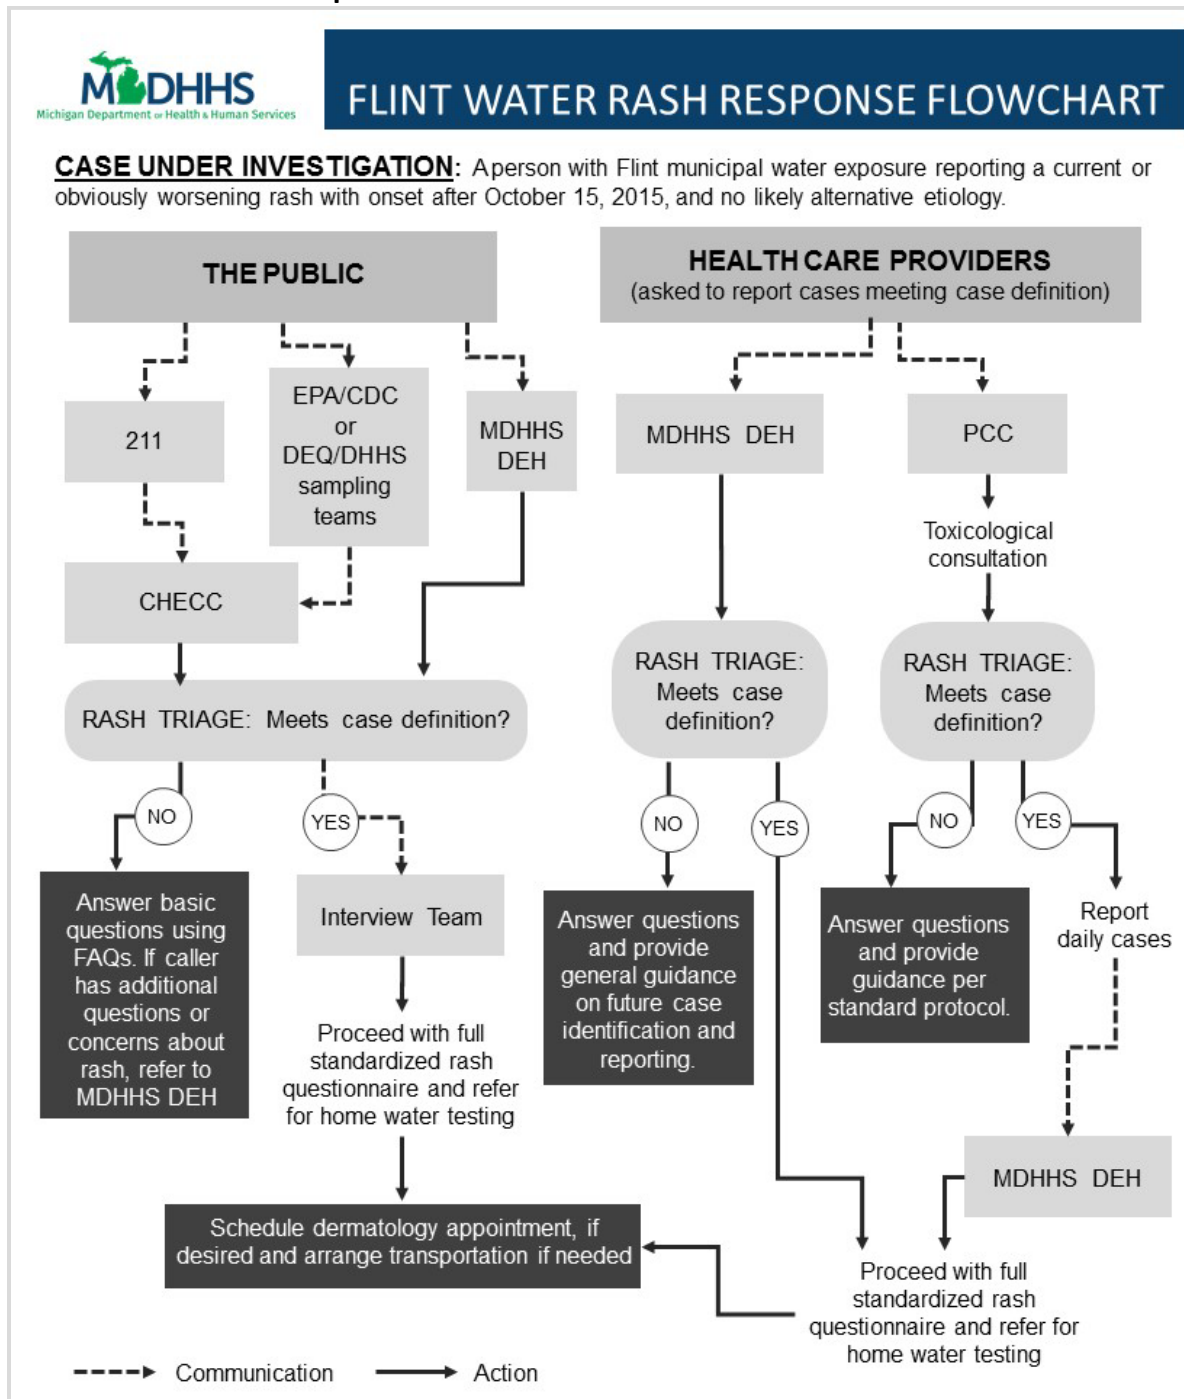 MDHHS
Michigan Department of Health & Human Services
FLINT WATER RASH RESPONSE FLOWCHART
CASE UNDER INVESTIGATION: A person with Flint municipal water exposure reporting a current or
obviously worsening rash with onset after October 15, 2015, and no likely alternative etiology.
THE PUBLIC
HEALTH CARE PROVIDERS
(asked to report cases meeting case definition)
211
EPA/CDC
or
DEQ/DHHS
sampling
teams
MDHHS
DEH
MDHHS DEH
PCC
Toxicological
consultation
CHECC
RASH TRIAGE: Meets case definition?
RASH TRIAGE:
Meets case
definition?
RASH TRIAGE:
Meets case
definition?
NO
YES
NO
YES
NO
YES
Answer basic
questions using
FAQs. If caller
has additional
questions or
concerns about
rash, refer to
MDHHS DEH
Interview Team
Proceed with full
standardized rash
questionnaire and refer
for home water testing
Answer questions
and provide
general guidance
on future case
identification and
reporting.
Answer questions
and provide
guidance per
standard protocol.
Report
daily cases
MDHHS DEH
Schedule dermatology appointment, if
desired and arrange transportation if needed
Proceed with full
standardized rash
questionnaire and refer for
home water testing
Communication
Action